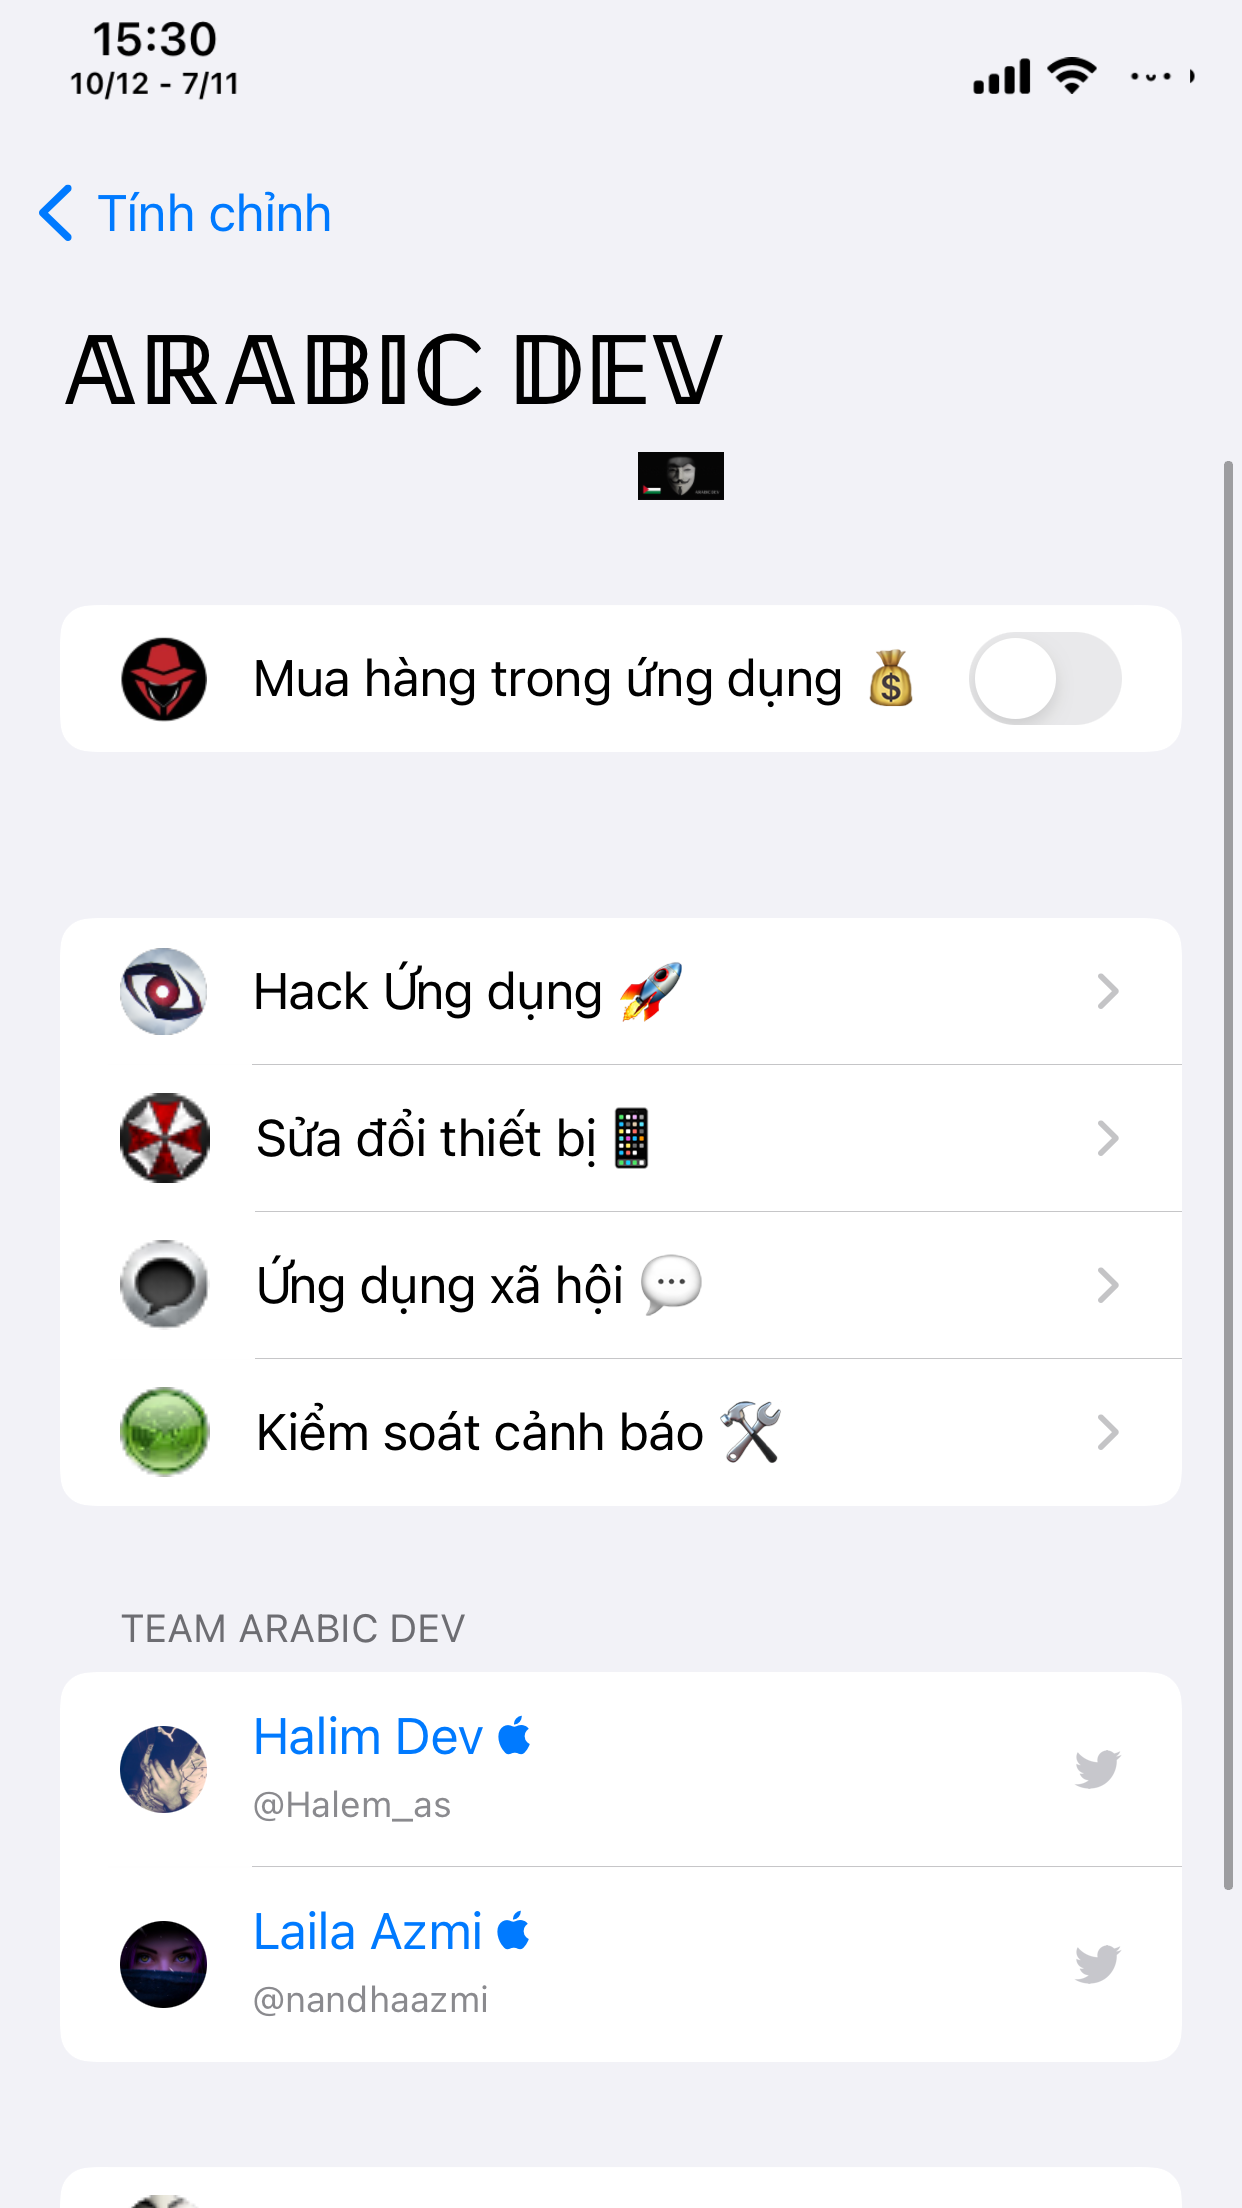 15:30
10/12 - 7/11
Tính chỉnh
𝔸ℝ𝔸𝔹𝕀ℂ 𝔻𝔼𝕍
Mua hàng trong ứng dụng 💰
Hack Ứng dụng 🚀
Sửa đổi thiết bị📱
Ứng dụng xã hội 💬
Kiểm soát cảnh báo 🛠
TEAM ARABIC DEV
Halim Dev 
@Halem_as
Laila Azmi 
@nandhaazmi